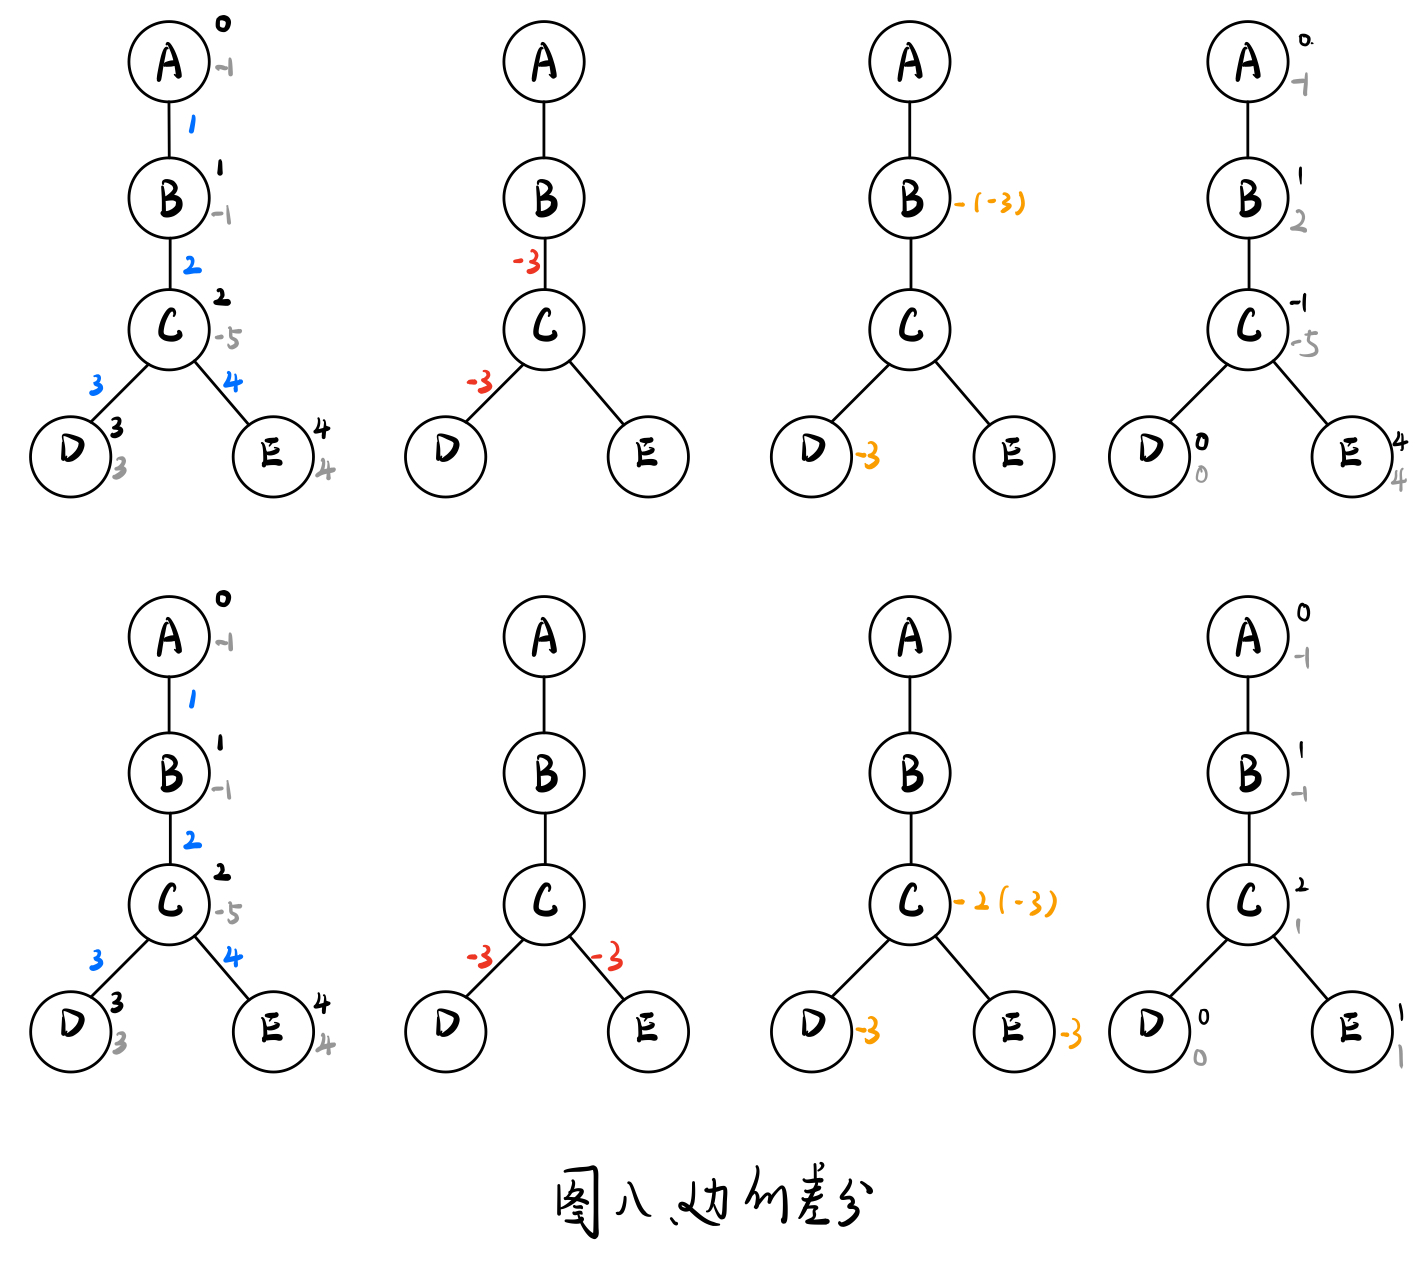 A 0 A A A 0
-1 -1
1
B 1 B B -(-3) B 1
-1 2
2 -3
C 2 C C C -1
-5 -5
3 4 -3
D 3 E 4 D E D -3 E D 0 E 4
3 4 0 4
A 0 A A A 0
-1 -1
1
B 1 B B B 1
-1 -1
2
C 2 C C -2(-3) C 2
-5 1
3 4 -3 -3
D 3 E 4 D E D -3 E -3 D 0 E 1
3 4 0 1
图八、边的差分